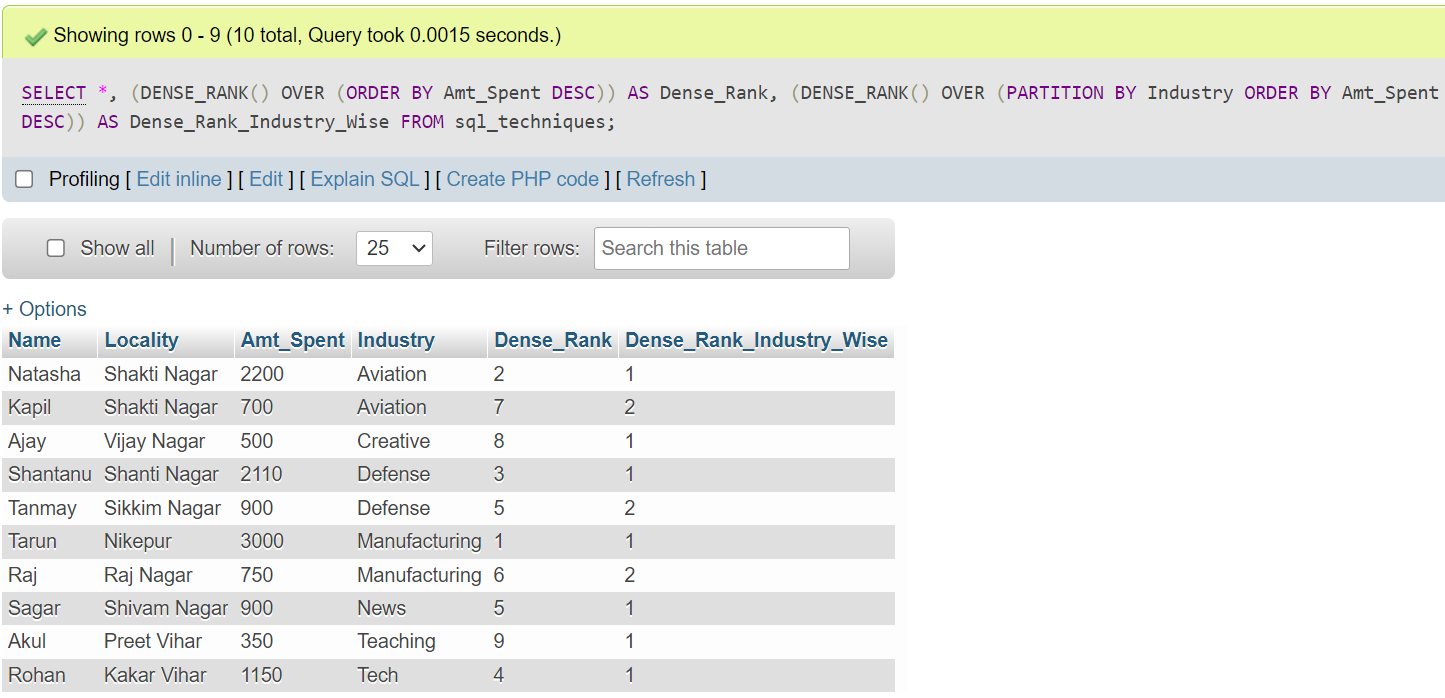 Showing rows 0 - 9 (10 total, Query took 0.0015 seconds.)
SELECT *, (DENSE_RANK() OVER (ORDER BY Amt_Spent DESC)) AS Dense_Rank, (DENSE_RANK() OVER (PARTITION BY Industry ORDER BY Amt_Spent
DESC)) AS Dense_Rank_Industry_Wise FROM sql_techniques;
Profiling [ Edit inline ] [ Edit ] [ Explain SQL ] [ Create PHP code ] [ Refresh ]
Show all | Number of rows: 25 Filter rows: Search this table
+ Options
Name Locality Amt_Spent Industry Dense_Rank Dense_Rank_Industry_Wise
Natasha Shakti Nagar 2200 Aviation 2 1
Kapil Shakti Nagar 700 Aviation 7 2
Ajay Vijay Nagar 500 Creative 8 1
Shantanu Shanti Nagar 2110 Defense 3 1
Tanmay Sikkim Nagar 900 Defense 5 2
Tarun Nikepur 3000 Manufacturing 1 1
Raj Raj Nagar 750 Manufacturing 6 2
Sagar Shivam Nagar 900 News 5 1
Akul Preet Vihar 350 Teaching 9 1
Rohan Kakar Vihar 1150 Tech 4 1